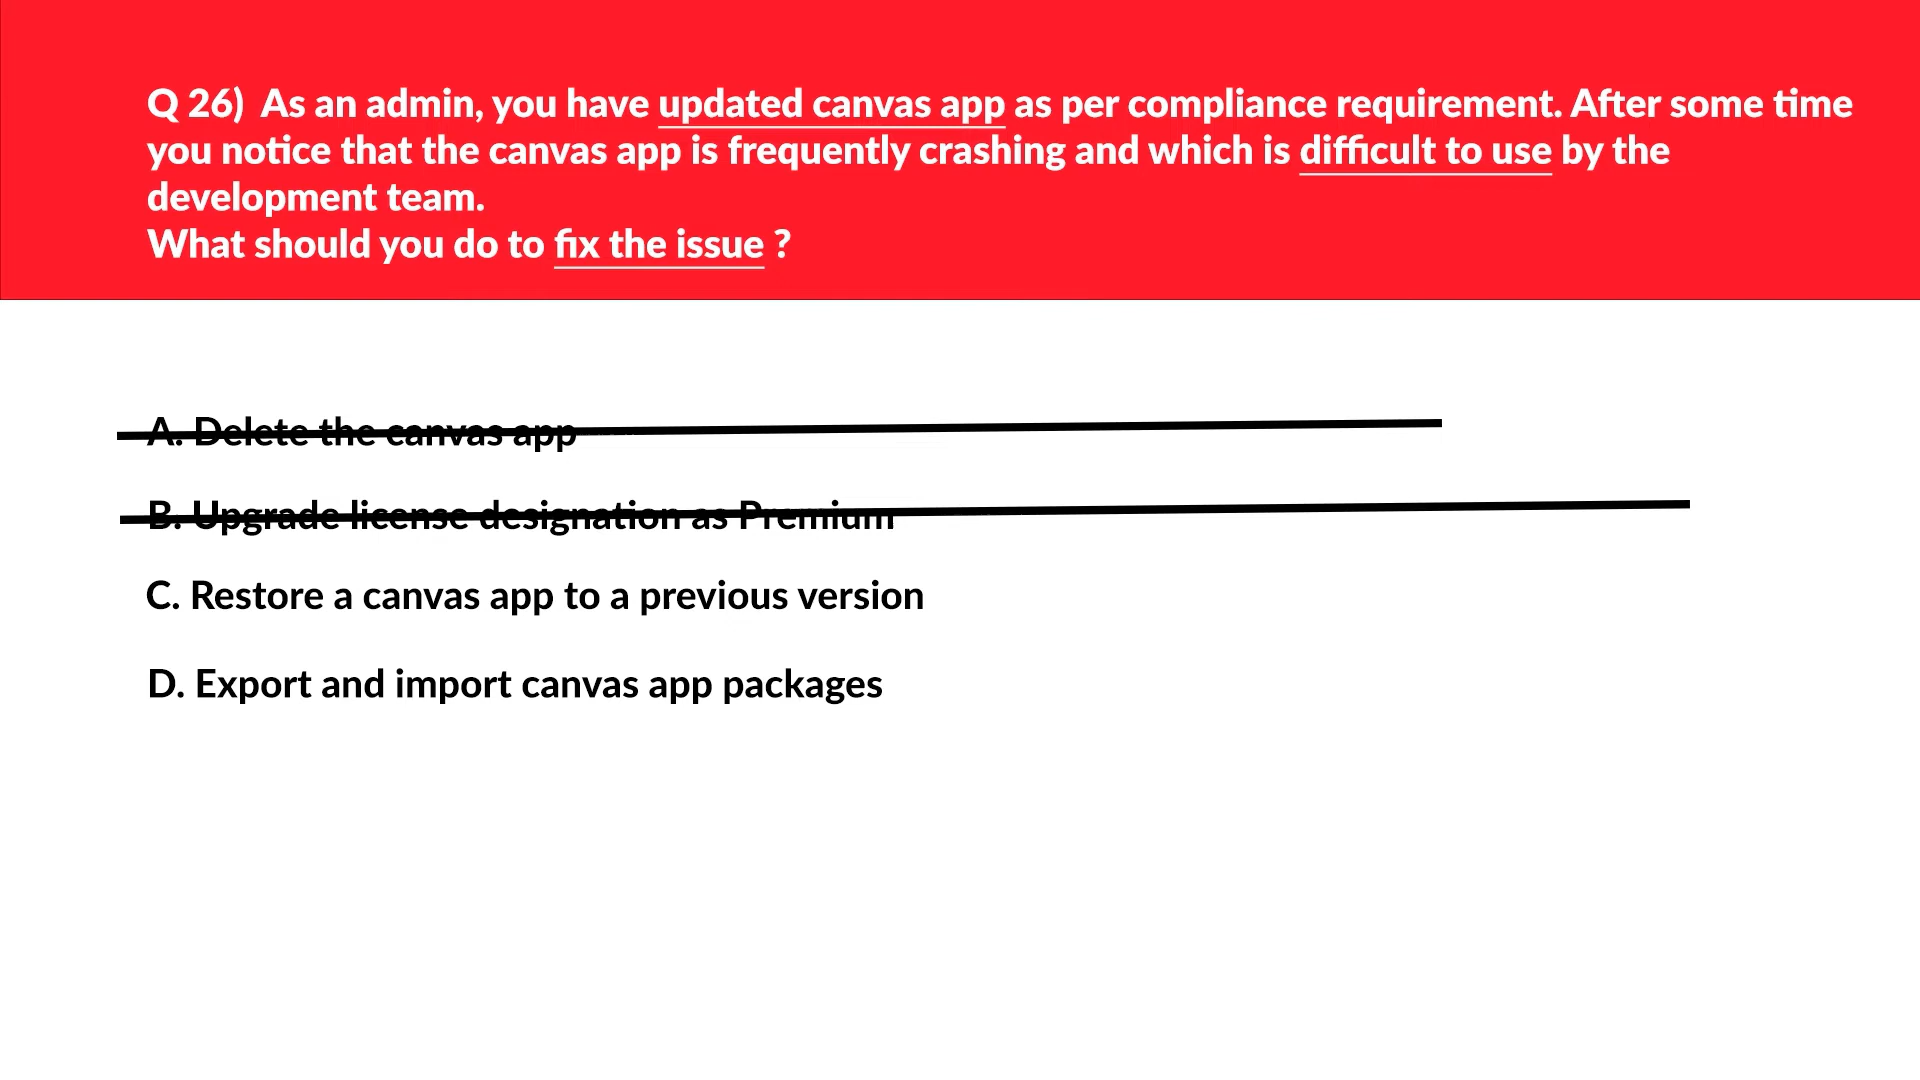 Q 26) As an admin, you have updated canvas app as per compliance requirement. After some time
you notice that the canvas app is frequently crashing and which is difficult to use by the
development team.
What should you do to fix the issue ?
A. Delete the canvas app
B. Upgrade license designation as Premium
C. Restore a canvas app to a previous version
D. Export and import canvas app packages